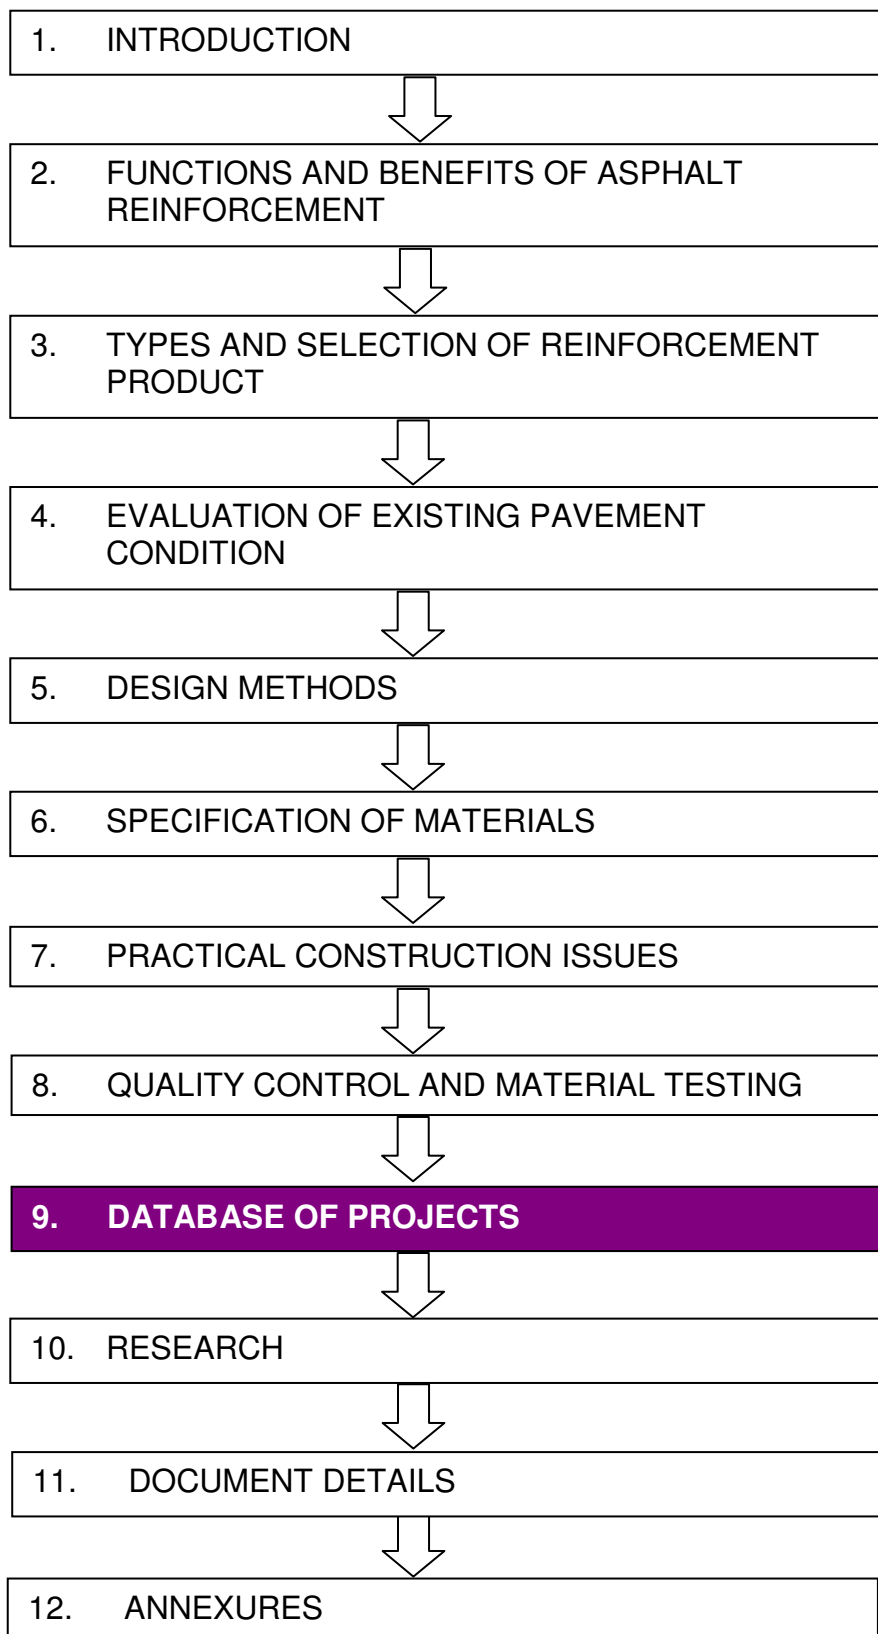 1. INTRODUCTION
2. FUNCTIONS AND BENEFITS OF ASPHALT
REINFORCEMENT
3. TYPES AND SELECTION OF REINFORCEMENT
PRODUCT
4. EVALUATION OF EXISTING PAVEMENT
CONDITION
5. DESIGN METHODS
6. SPECIFICATION OF MATERIALS
7. PRACTICAL CONSTRUCTION ISSUES
8. QUALITY CONTROL AND MATERIAL TESTING
9. DATABASE OF PROJECTS
10. RESEARCH
11. DOCUMENT DETAILS
12. ANNEXURES